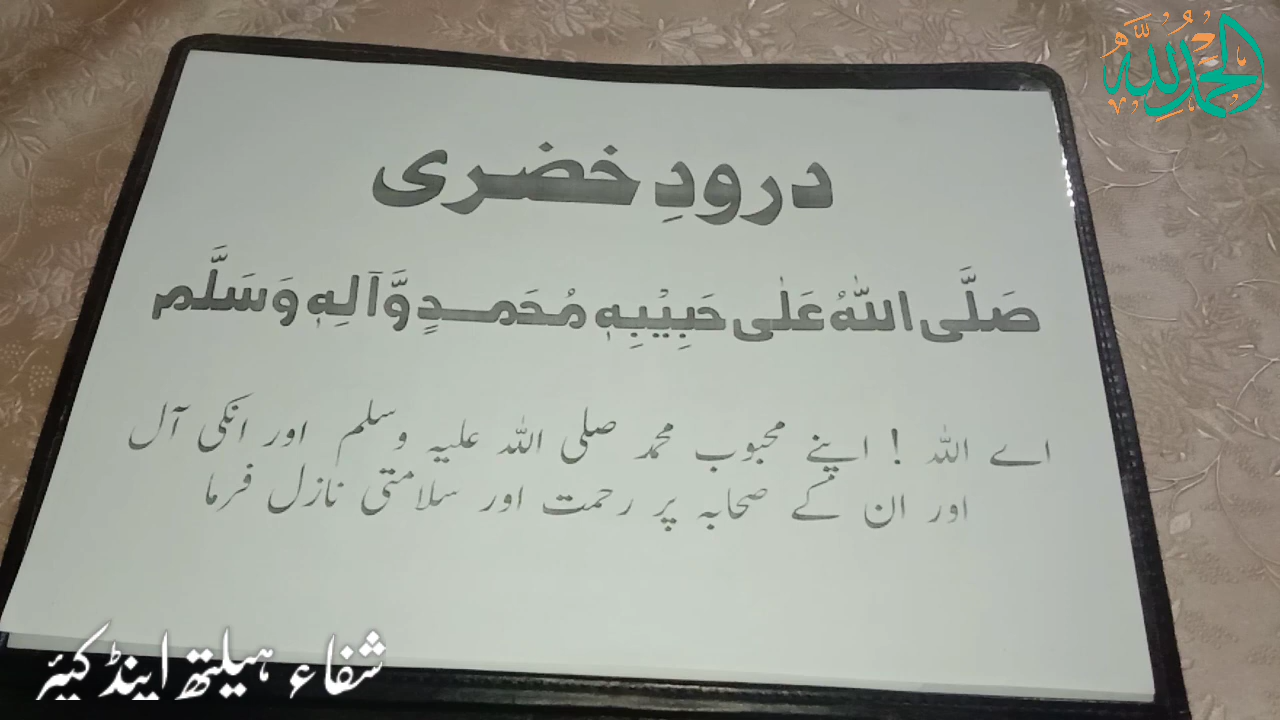 الحمد للہ
درودِ خضری
صَلَّی اللّٰہُ عَلٰی حَبِیْبِہٖ مُحَمدٍ وَّآلِہٖ وَسَلَّم
اے اللہ ! اپنے محبوب محمد صلی اللہ علیہ وسلم اور انکی آل
اور ان کے صحابہ پر رحمت اور سلامتی نازل فرما
شفاء ہیلتھ اینڈ کیئر